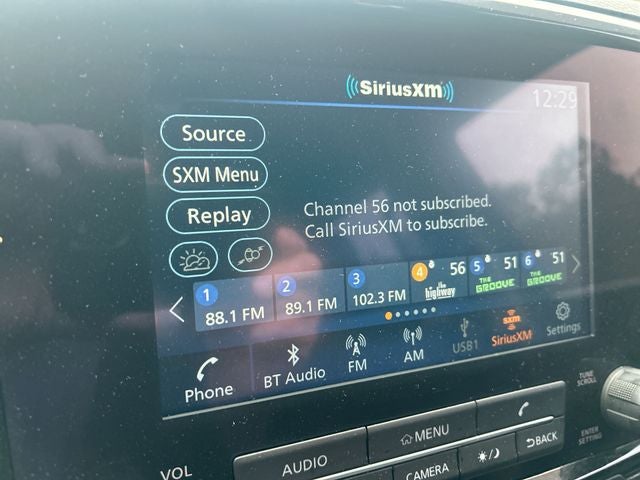 SiriusXM
12:29
Source
SXM Menu
Replay
Channel 56 not subscribed.
Call SiriusXM to subscribe.
1
88.1 FM
2
89.1 FM
3
102.3 FM
4
56
the highway
5
51
THE GROOVE
6
51
THE GROOVE
Phone
BT Audio
FM
AM
USB1
sxm
SiriusXM
Settings
TUNE
SCROLL
VOL
AUDIO
MENU
CAMERA
BACK
ENTER
SETTING